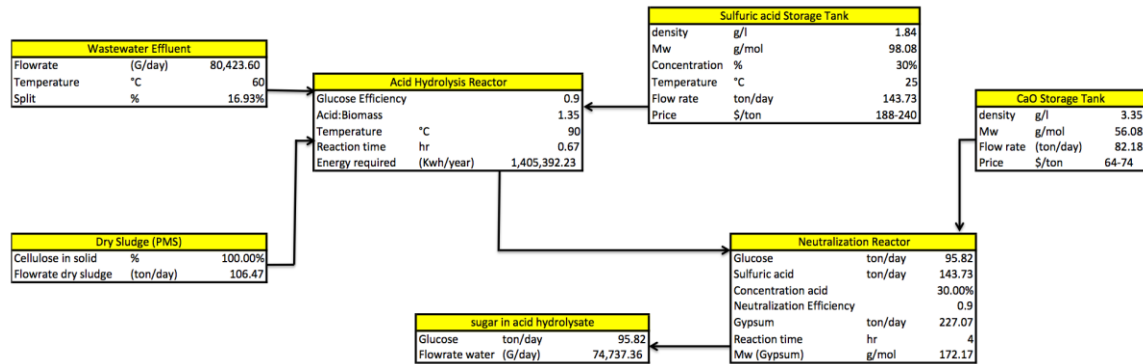 Sulfuric acid Storage Tank
density g/l 1.84
Mw g/mol 98.08
Concentration % 30%
Temperature °C 25
Flow rate ton/day 143.73
Price $/ton 188-240
Wastewater Effluent
Flowrate (G/day) 80,423.60
Temperature °C 60
Split % 16.93%
Acid Hydrolysis Reactor
Glucose Efficiency 0.9
Acid:Biomass 1.35
Temperature °C 90
Reaction time hr 0.67
Energy required (Kwh/year) 1,405,392.23
CaO Storage Tank
density g/l 3.35
Mw g/mol 56.08
Flow rate (ton/day) 82.18
Price $/ton 64-74
Dry Sludge (PMS)
Cellulose in solid % 100.00%
Flowrate dry sludge (ton/day) 106.47
Neutralization Reactor
Glucose ton/day 95.82
Sulfuric acid ton/day 143.73
Concentration acid 30.00%
Neutralization Efficiency 0.9
Gypsum ton/day 227.07
Reaction time hr 4
Mw (Gypsum) g/mol 172.17
sugar in acid hydrolysate
Glucose ton/day 95.82
Flowrate water (G/day) 74,737.36